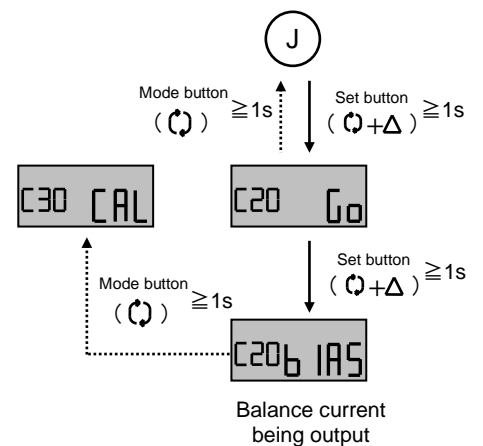 J
Mode button
( ) ≧1s
Set button
( +Δ ) ≧1s
C30 CAL
C20 Go
Set button
( +Δ ) ≧1s
Mode button
( ) ≧1s
C20 bIAS
Balance current
being output